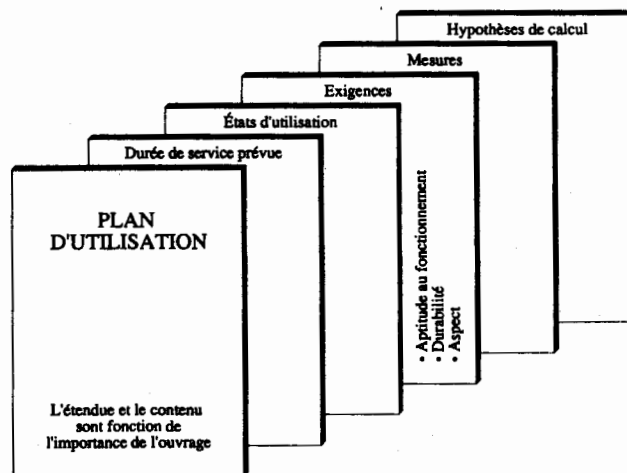 Hypothèses de calcul
Mesures
Exigences
États d'utilisation
Durée de service prévue
PLAN
D'UTILISATION
• Aptitude au fonctionnement
• Durabilité
• Aspect
L'étendue et le contenu
sont fonction de
l'importance de l'ouvrage